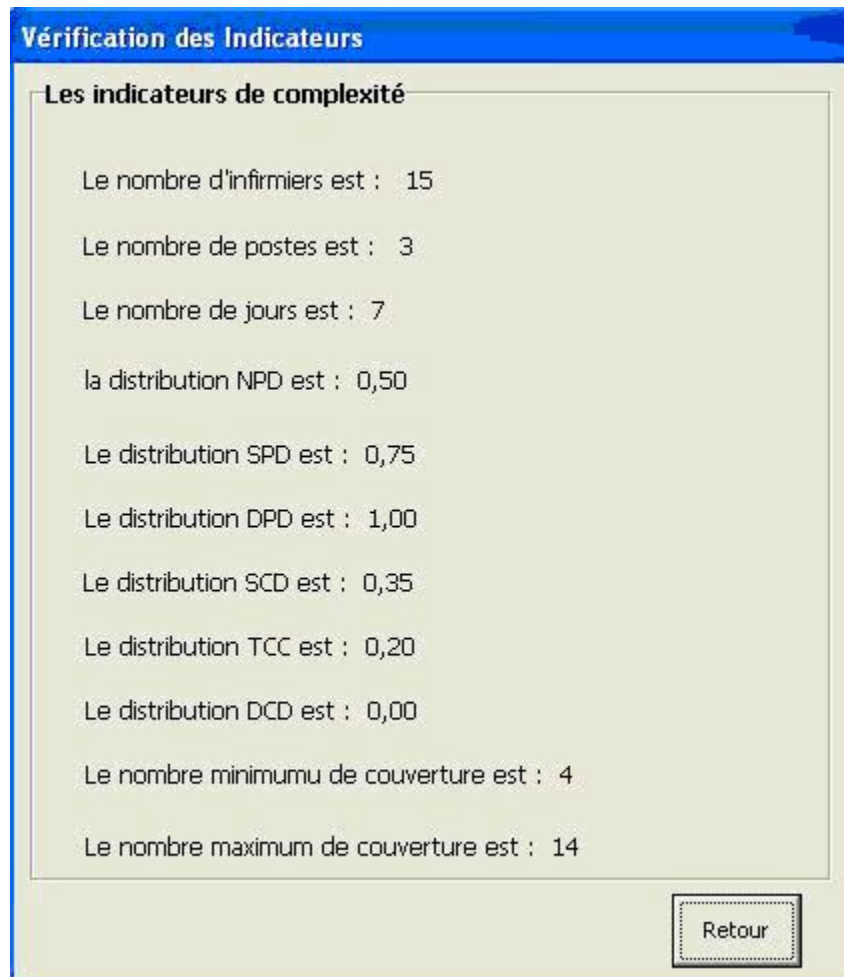 Vérification des Indicateurs
Les indicateurs de complexité
Le nombre d'infirmiers est : 15
Le nombre de postes est : 3
Le nombre de jours est : 7
la distribution NPD est : 0,50
Le distribution SPD est : 0,75
Le distribution DPD est : 1,00
Le distribution SCD est : 0,35
Le distribution TCC est : 0,20
Le distribution DCD est : 0,00
Le nombre minimumu de couverture est : 4
Le nombre maximum de couverture est : 14
Retour